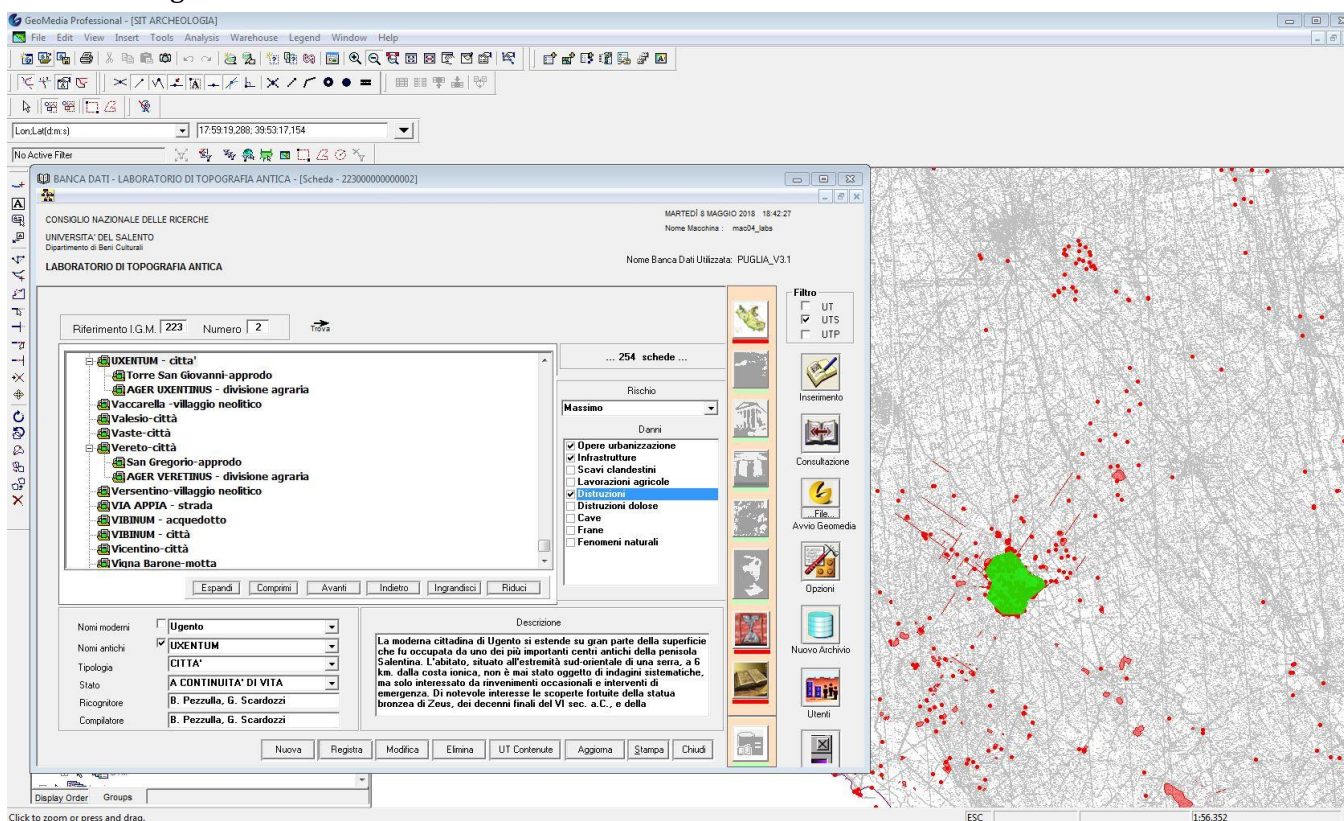 GeoMedia Professional - [SIT ARCHEOLOGIA]
File Edit View Insert Tools Analysis Warehouse Legend Window Help
Lon;Lat(d:m:s) 17:59:19,288; 39:53:17,154
No Active Filter
BANCA DATI - LABORATORIO DI TOPOGRAFIA ANTICA - [Scheda - 223000000000002]
CONSIGLIO NAZIONALE DELLE RICERCHE
MARTEDÌ 8 MAGGIO 2018 18:42:27
Nome Macchina : mac04_labs
UNIVERSITA' DEL SALENTO
Dipartimento di Beni Culturali
LABORATORIO DI TOPOGRAFIA ANTICA
Nome Banca Dati Utilizzata: PUGLIA_V3.1
Filtro
UT
UTS
UTP
Riferimento I.G.M. 223 Numero 2 Trova
UXENTUM - citta'
Torre San Giovanni-approdo
AGER UXENTINUS - divisione agraria
Vaccarella -villaggio neolitico
Valesio-città
Vaste-città
Vereto-città
San Gregorio-approdo
AGER VERETINUS - divisione agraria
Versentino-villaggio neolitico
VIA APPIA - strada
VIBINUM - acquedotto
VIBINUM - città
Vicentino-città
Vigna Barone-motta
... 254 schede ...
Rischio
Massimo
Danni
Opere urbanizzazione
Infrastrutture
Scavi clandestini
Lavorazioni agricole
Distruzioni
Distruzioni dolose
Cave
Frane
Fenomeni naturali
Espandi Comprimi Avanti Indietro Ingrandisci Riduci
Inserimento
Consultazione
...File...
Avvio Geomedia
Opzioni
Nuovo Archivio
Utenti
Nomi moderni Ugento
Nomi antichi UXENTUM
Tipologia CITTA'
Stato A CONTINUITA' DI VITA
Ricognitore B. Pezzulla, G. Scardozzi
Compilatore B. Pezzulla, G. Scardozzi
Descrizione
La moderna cittadina di Ugento si estende su gran parte della superficie
che fu occupata da uno dei più importanti centri antichi della penisola
Salentina. L'abitato, situato all'estremità sud-orientale di una serra, a 6
km. dalla costa ionica, non è mai stato oggetto di indagini sistematiche,
ma solo interessato da rinvenimenti occasionali e interventi di
emergenza. Di notevole interesse le scoperte fortuite della statua
bronzea di Zeus, dei decenni finali del VI sec. a.C., e della
Nuova Registra Modifica Elimina UT Contenute Aggiorna Stampa Chiudi
Display Order Groups
Click to zoom or press and drag.
ESC
1:56.352